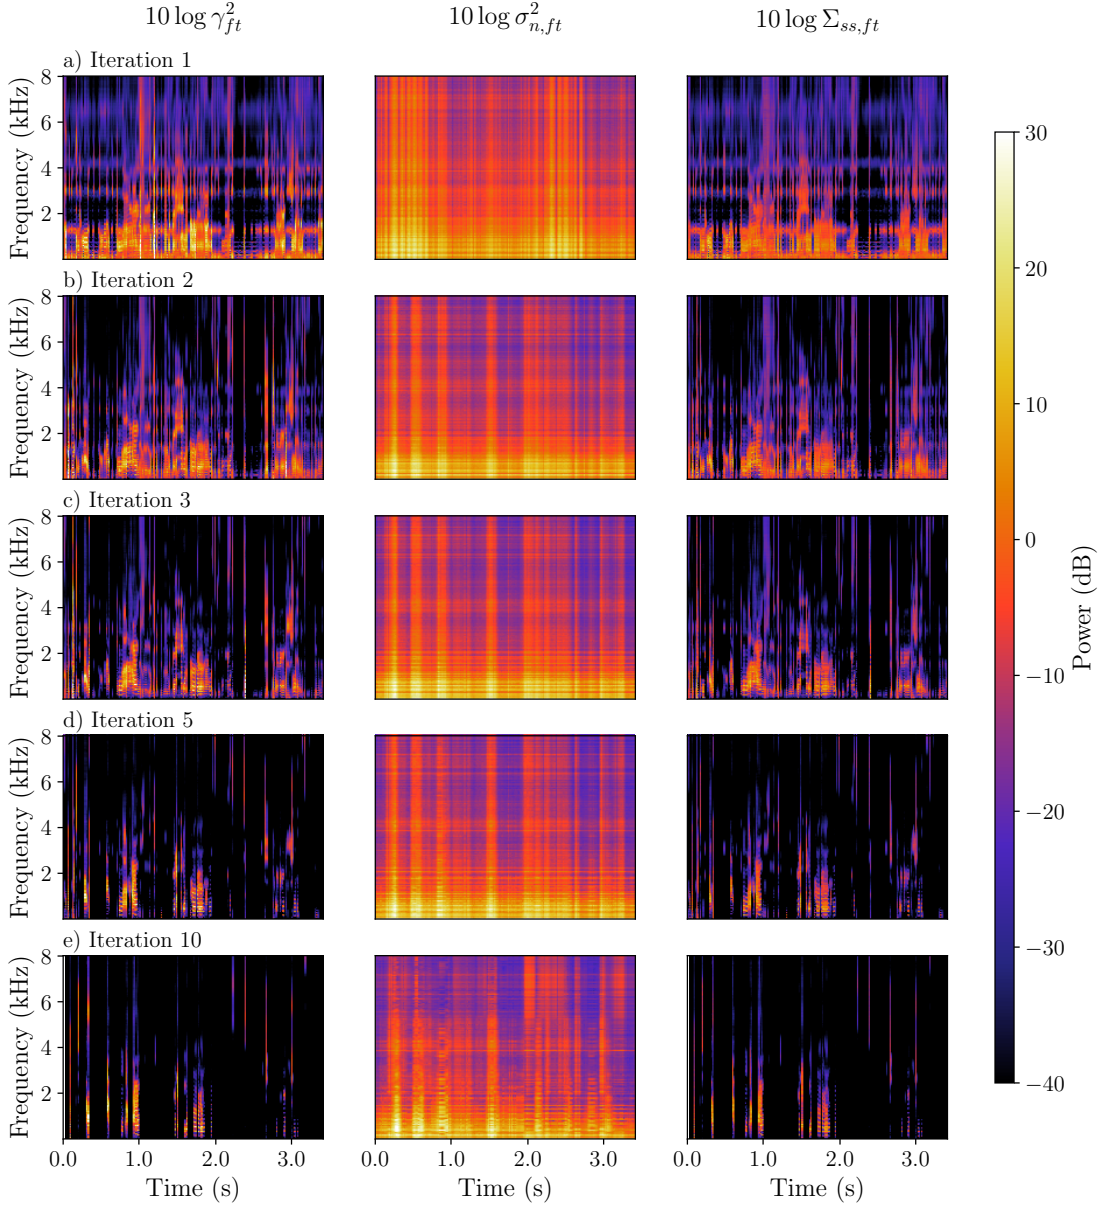 10 log γ²_ft 10 log σ²_n,ft 10 log Σ_ss,ft
a) Iteration 1
8
6
4
2
Frequency (kHz)
b) Iteration 2
8
6
4
2
Frequency (kHz)
c) Iteration 3
8
6
4
2
Frequency (kHz)
d) Iteration 5
8
6
4
2
Frequency (kHz)
e) Iteration 10
8
6
4
2
Frequency (kHz)
0.0 1.0 2.0 3.0 0.0 1.0 2.0 3.0 0.0 1.0 2.0 3.0
Time (s) Time (s) Time (s)
30
20
10
0
−10
−20
−30
−40
Power (dB)